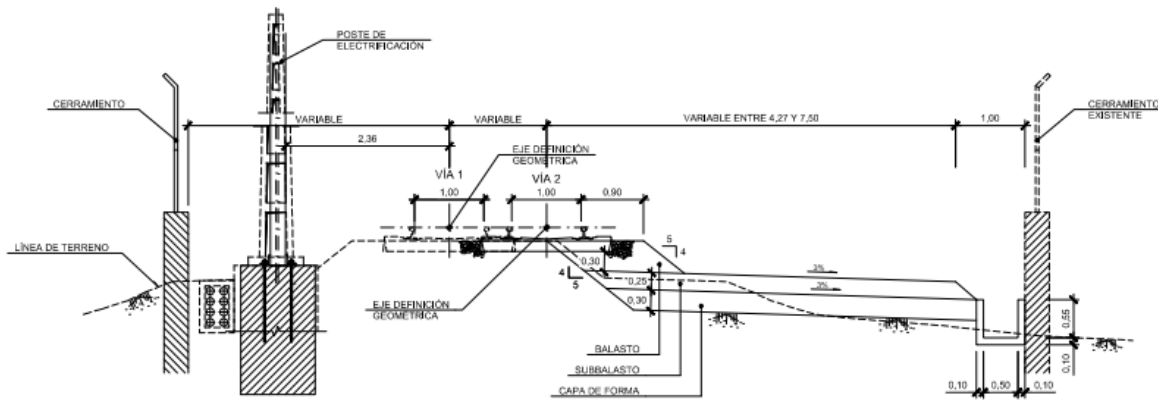 POSTE DE
ELECTRIFICACIÓN
CERRAMIENTO
CERRAMIENTO
EXISTENTE
VARIABLE
VARIABLE
VARIABLE ENTRE 4,27 Y 7,50
1,00
2,36
EJE DEFINICIÓN
GEOMÉTRICA
VÍA 1
VÍA 2
1,00
1,00
0,90
LÍNEA DE TERRENO
5
4
0,30
4
5
3%
3%
0,25
0,30
EJE DEFINICIÓN
GEOMÉTRICA
BALASTO
SUBBALASTO
CAPA DE FORMA
0,55
0,10
0,10
0,50
0,10